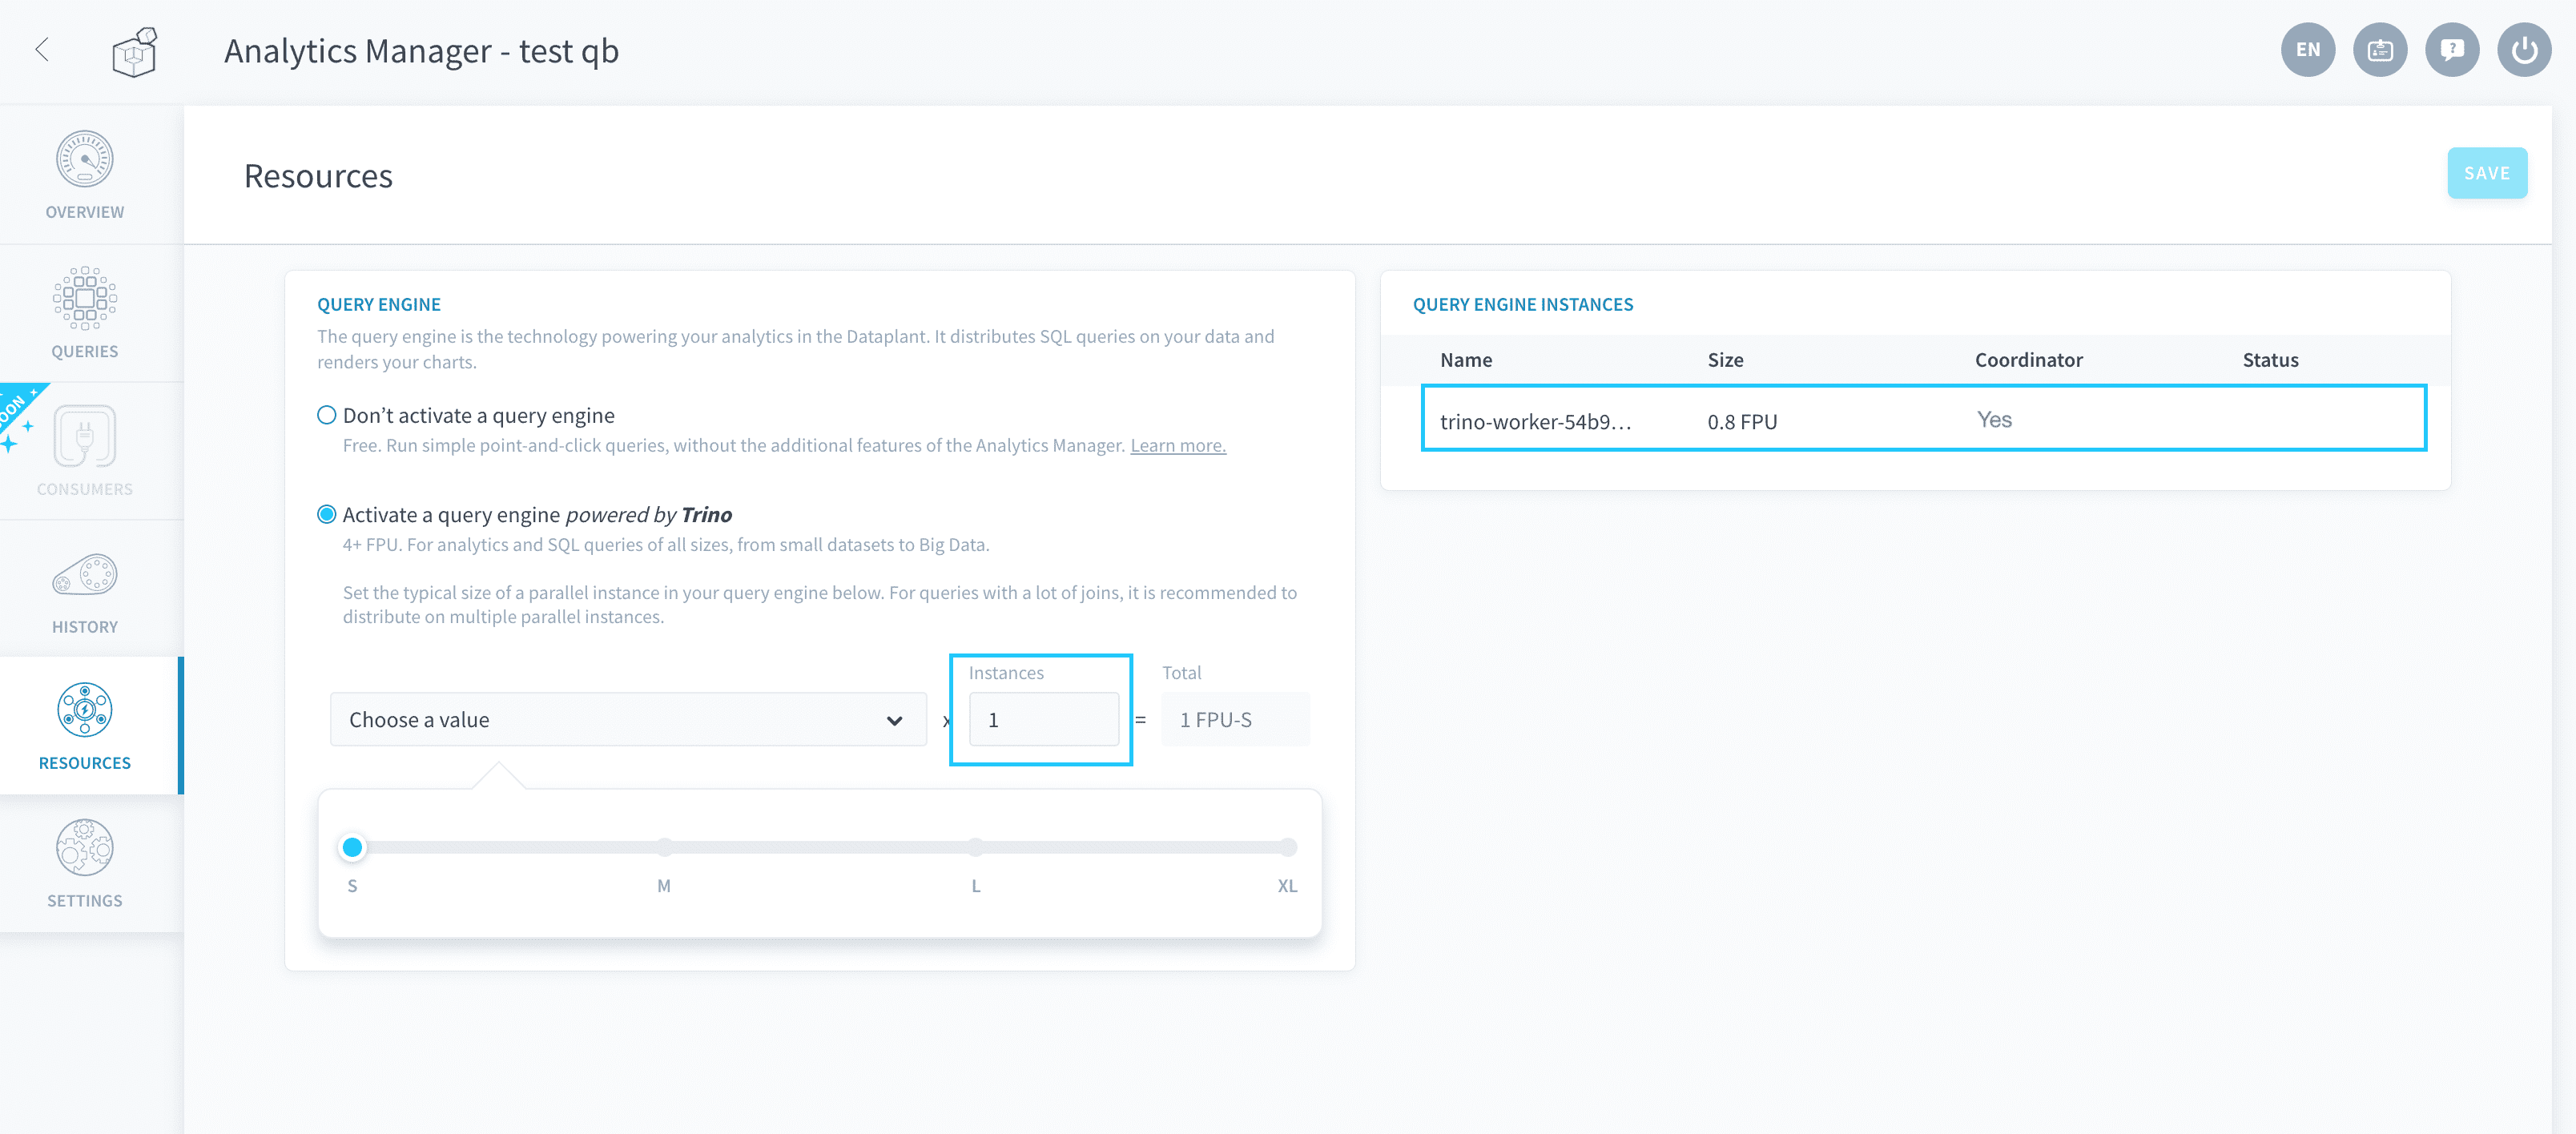 Analytics Manager - test qb
EN
OVERVIEW
QUERIES
CONSUMERS
HISTORY
RESOURCES
SETTINGS
Resources
SAVE
QUERY ENGINE
The query engine is the technology powering your analytics in the Dataplant. It distributes SQL queries on your data and
renders your charts.
Don’t activate a query engine
Free. Run simple point-and-click queries, without the additional features of the Analytics Manager. Learn more.
Activate a query engine powered by Trino
4+ FPU. For analytics and SQL queries of all sizes, from small datasets to Big Data.
Set the typical size of a parallel instance in your query engine below. For queries with a lot of joins, it is recommended to
distribute on multiple parallel instances.
Instances Total
Choose a value x 1 = 1 FPU-S
S M L XL
QUERY ENGINE INSTANCES
Name Size Coordinator Status
trino-worker-54b9… 0.8 FPU Yes